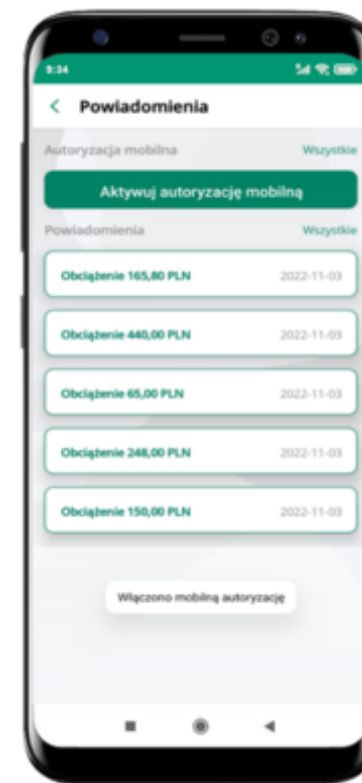 9:34
Powiadomienia
Autoryzacja mobilna Wszystkie
Aktywuj autoryzację mobilną
Powiadomienia Wszystkie
Obciążenie 165,80 PLN 2022-11-03
Obciążenie 440,00 PLN 2022-11-03
Obciążenie 65,00 PLN 2022-11-03
Obciążenie 248,00 PLN 2022-11-03
Obciążenie 150,00 PLN 2022-11-03
Włączono mobilną autoryzację